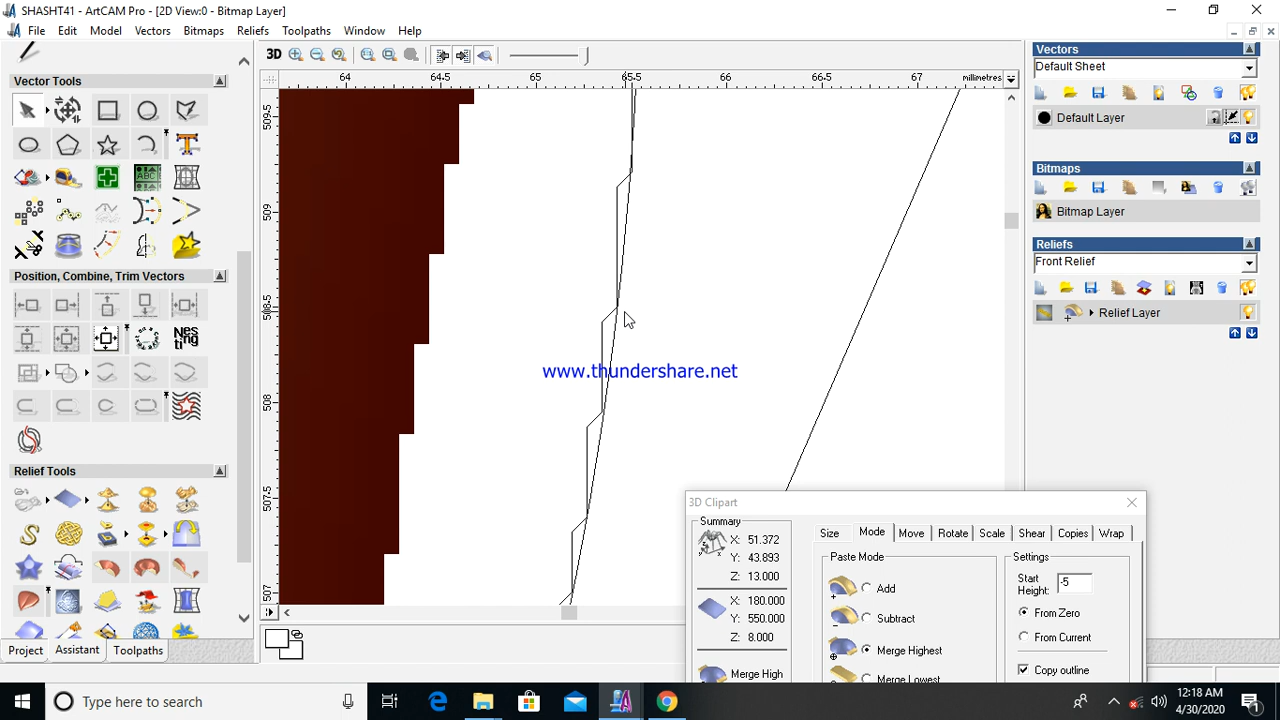 SHASHT41 - ArtCAM Pro - [2D View:0 - Bitmap Layer]
File Edit Model Vectors Bitmaps Reliefs Toolpaths Window Help
Vector Tools
3D
64 64.5 65 65.5 66 66.5 67 millimetres
509.5
509
508.5
508
507.5
507
ABC
Position, Combine, Trim Vectors
Nes
ting
Relief Tools
Project Assistant Toolpaths
www.thundershare.net
Vectors
Default Sheet
Default Layer
Bitmaps
Bitmap Layer
Reliefs
Front Relief
Relief Layer
3D Clipart
Summary
X: 51.372
Y: 43.893
Z: 13.000
X: 180.000
Y: 550.000
Z: 8.000
Merge High
Size Mode Move Rotate Scale Shear Copies Wrap
Paste Mode
Add
Subtract
Merge Highest
Merge Lowest
Settings
Start
Height: -5
From Zero
From Current
Copy outline
Type here to search
12:18 AM
4/30/2020
1